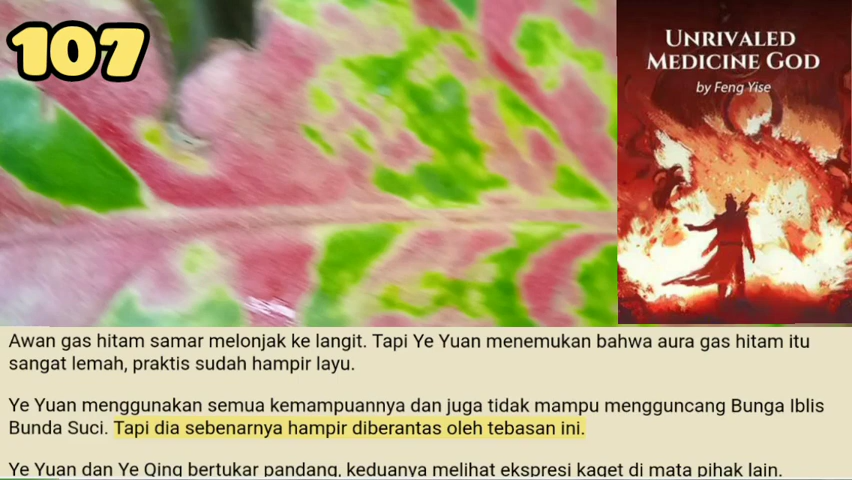 107
UNRIVALED
MEDICINE GOD
by Feng Yise
Awan gas hitam samar melonjak ke langit. Tapi Ye Yuan menemukan bahwa aura gas hitam itu
sangat lemah, praktis sudah hampir layu.
Ye Yuan menggunakan semua kemampuannya dan juga tidak mampu mengguncang Bunga Iblis
Bunda Suci. Tapi dia sebenarnya hampir diberantas oleh tebasan ini.
Ye Yuan dan Ye Qing bertukar pandang, keduanya melihat ekspresi kaget di mata pihak lain.